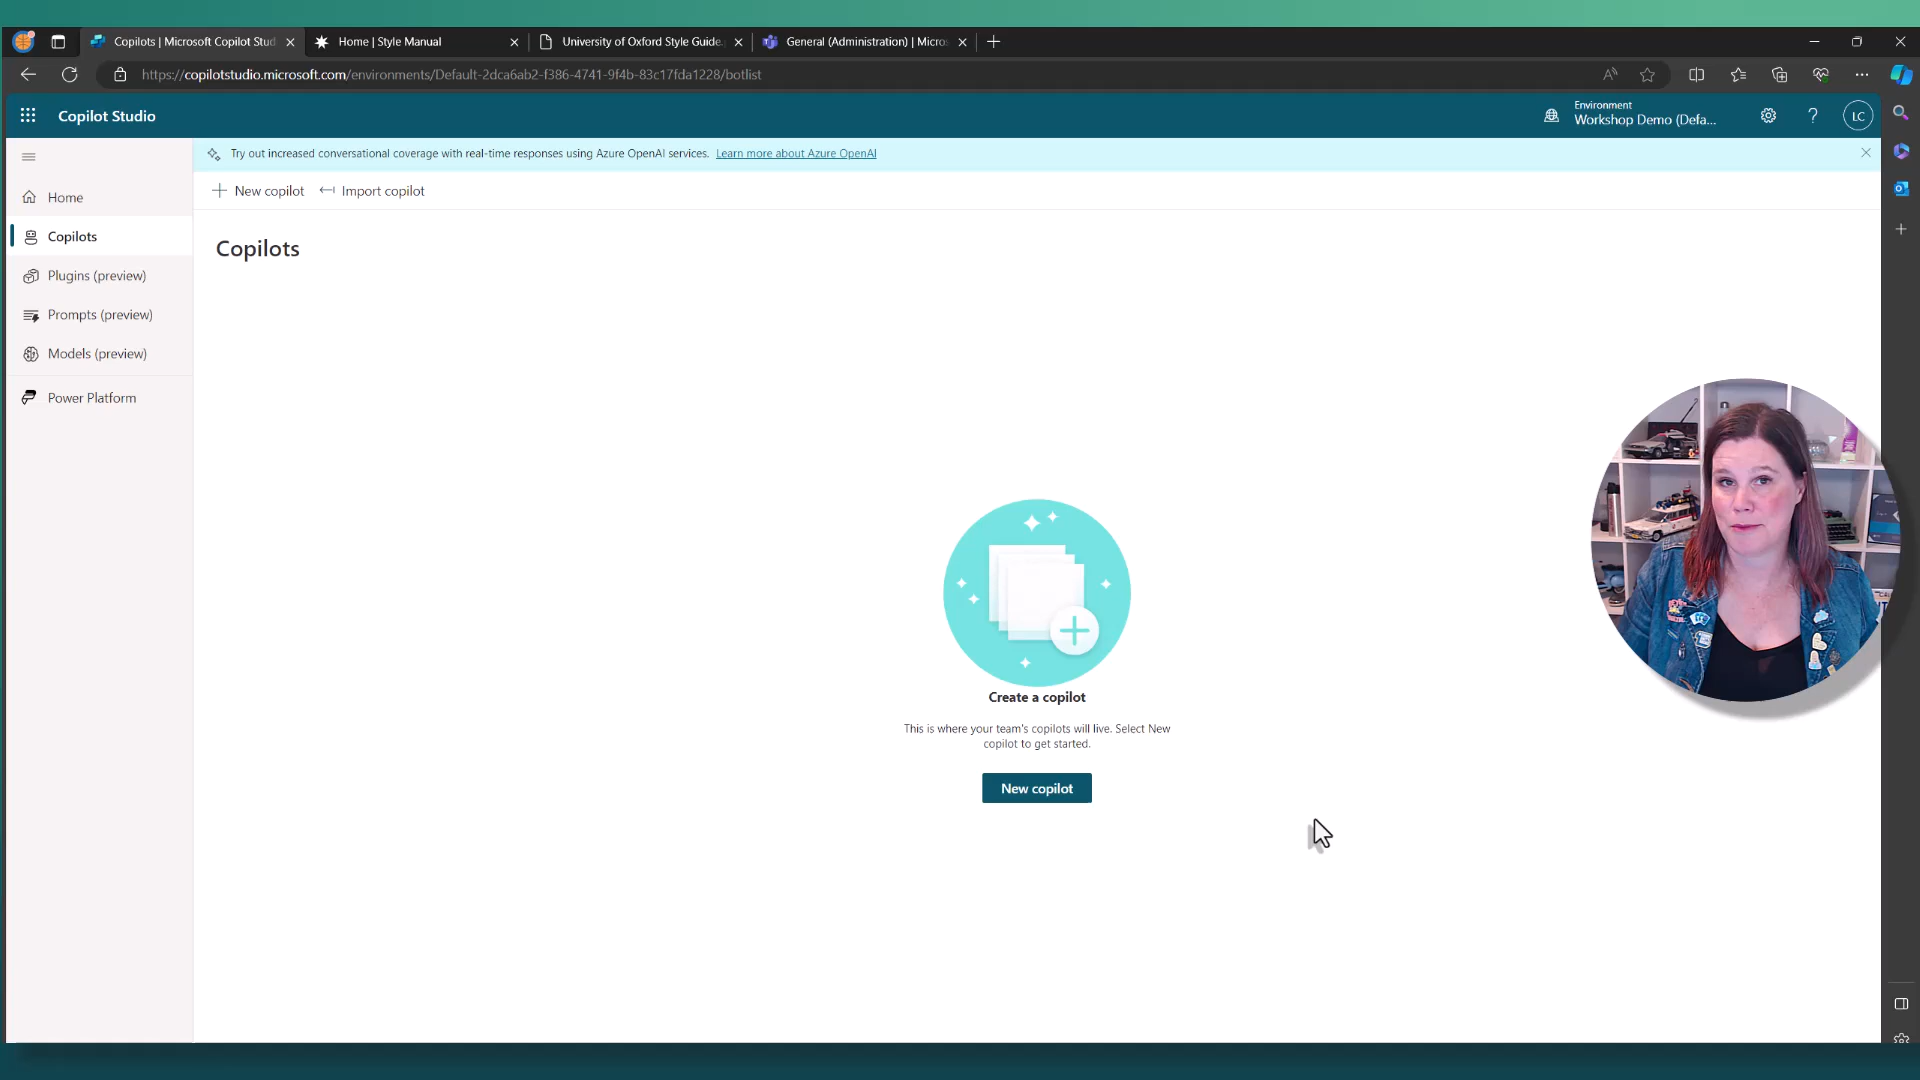 Copilots | Microsoft Copilot Stud
Home | Style Manual
University of Oxford Style Guide.
General (Administration) | Micro
https://copilotstudio.microsoft.com/environments/Default-2dca6ab2-f386-4741-9f4b-83c17fda1228/botlist
Copilot Studio
Environment
Workshop Demo (Defa...
LC
Try out increased conversational coverage with real-time responses using Azure OpenAI services. Learn more about Azure OpenAI
New copilot
Import copilot
Home
Copilots
Plugins (preview)
Prompts (preview)
Models (preview)
Power Platform
Copilots
Create a copilot
This is where your team's copilots will live. Select New
copilot to get started.
New copilot